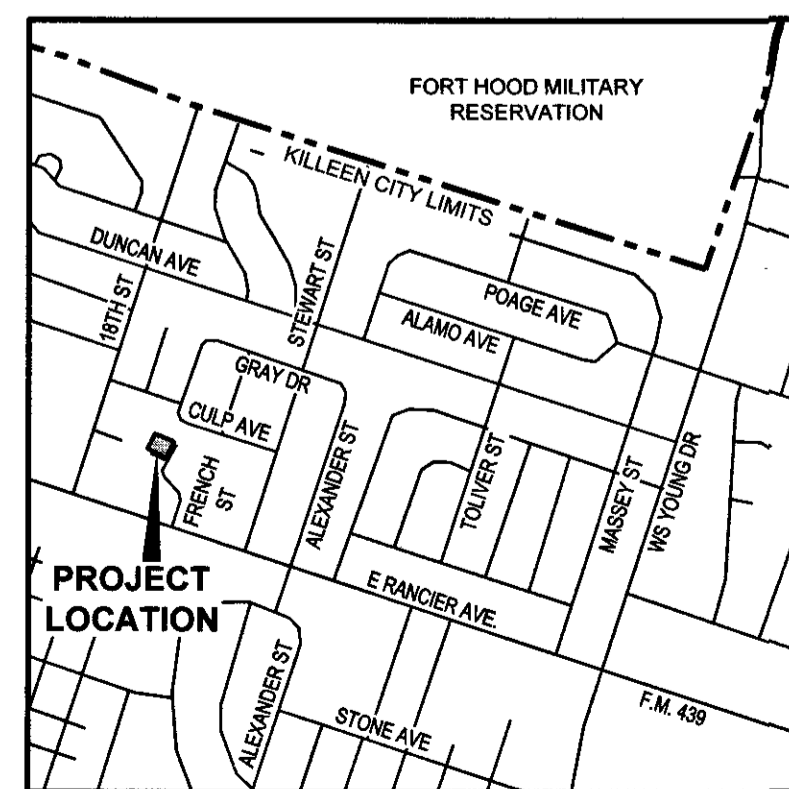 FORT HOOD MILITARY
RESERVATION
KILLEEN CITY LIMITS
DUNCAN AVE
18TH ST
STEWART ST
POAGE AVE
ALAMO AVE
GRAY DR
CULP AVE
FRENCH
ST
ALEXANDER ST
TOLIVER ST
MASSEY ST
WS YOUNG DR
PROJECT
LOCATION
E RANCIER AVE.
ALEXANDER ST
STONE AVE
F.M. 439